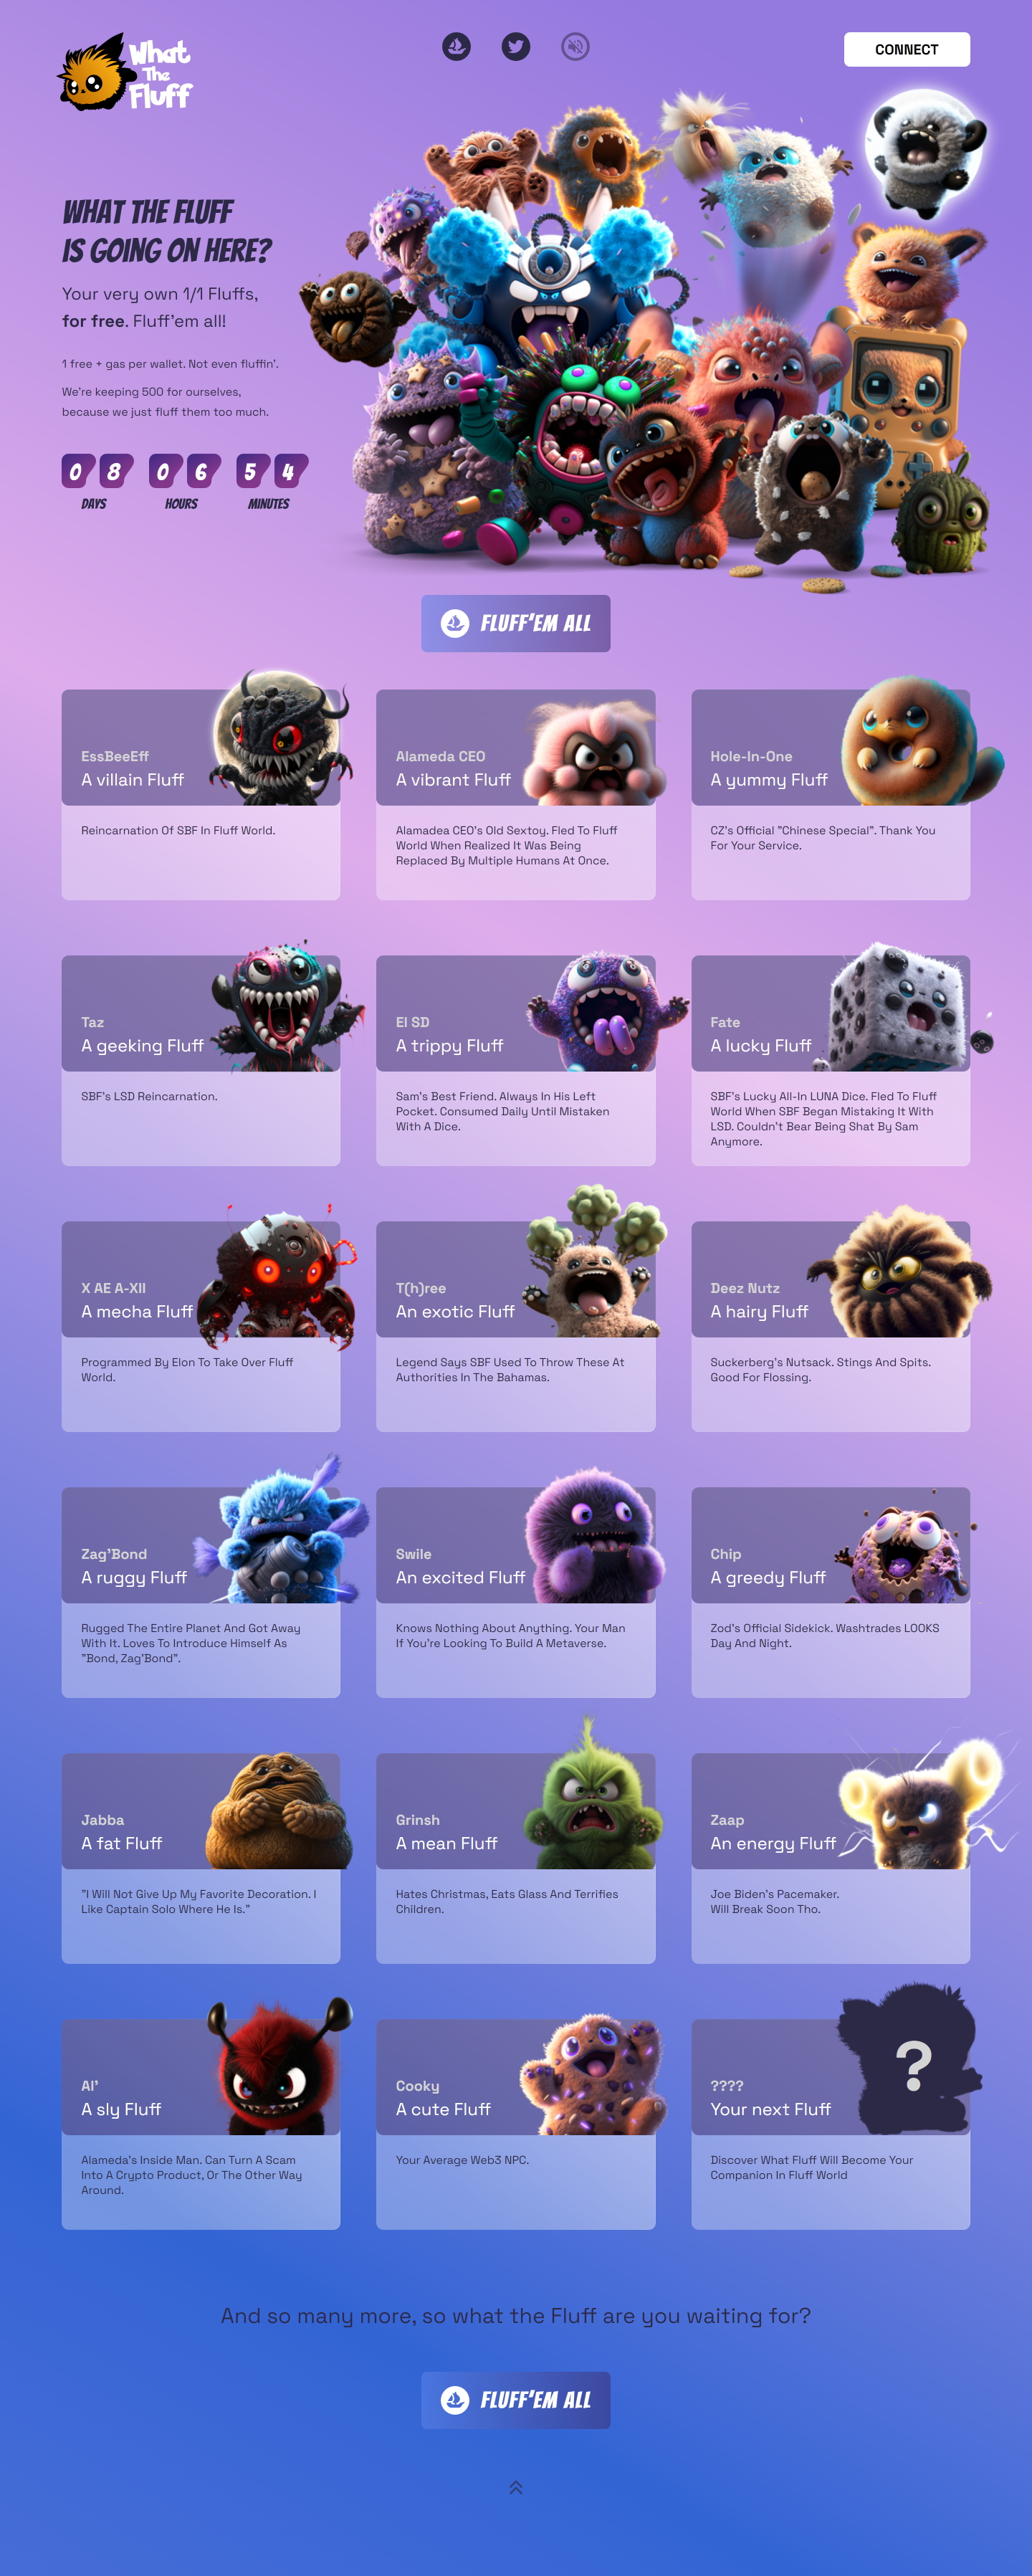 What
The
Fluff
CONNECT
WHAT THE FLUFF
IS GOING ON HERE?
Your very own 1/1 Fluffs,
for free. Fluff'em all!
1 free + gas per wallet. Not even fluffin'.
We're keeping 500 for ourselves,
because we just fluff them too much.
08 06 54
DAYS HOURS MINUTES
FLUFF'EM ALL
EssBeeEff
A villain Fluff
Reincarnation Of SBF In Fluff World.
Alameda CEO
A vibrant Fluff
Alamadea CEO's Old Sextoy. Fled To Fluff
World When Realized It Was Being
Replaced By Multiple Humans At Once.
Hole-In-One
A yummy Fluff
CZ's Official "Chinese Special". Thank You
For Your Service.
Taz
A geeking Fluff
SBF's LSD Reincarnation.
El SD
A trippy Fluff
Sam's Best Friend. Always In His Left
Pocket. Consumed Daily Until Mistaken
With A Dice.
Fate
A lucky Fluff
SBF's Lucky All-In LUNA Dice. Fled To Fluff
World When SBF Began Mistaking It With
LSD. Couldn't Bear Being Shat By Sam
Anymore.
X AE A-XII
A mecha Fluff
Programmed By Elon To Take Over Fluff
World.
T(h)ree
An exotic Fluff
Legend Says SBF Used To Throw These At
Authorities In The Bahamas.
Deez Nutz
A hairy Fluff
Suckerberg's Nutsack. Stings And Spits.
Good For Flossing.
Zag'Bond
A ruggy Fluff
Rugged The Entire Planet And Got Away
With It. Loves To Introduce Himself As
"Bond, Zag'Bond".
Swile
An excited Fluff
Knows Nothing About Anything. Your Man
If You're Looking To Build A Metaverse.
Chip
A greedy Fluff
Zod's Official Sidekick. Washtrades LOOKS
Day And Night.
Jabba
A fat Fluff
"I Will Not Give Up My Favorite Decoration. I
Like Captain Solo Where He Is."
Grinsh
A mean Fluff
Hates Christmas, Eats Glass And Terrifies
Children.
Zaap
An energy Fluff
Joe Biden's Pacemaker.
Will Break Soon Tho.
Al'
A sly Fluff
Alameda's Inside Man. Can Turn A Scam
Into A Crypto Product, Or The Other Way
Around.
Cooky
A cute Fluff
Your Average Web3 NPC.
?
????
Your next Fluff
Discover What Fluff Will Become Your
Companion In Fluff World
And so many more, so what the Fluff are you waiting for?
FLUFF'EM ALL